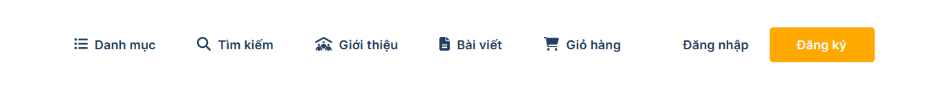 Danh mục Tìm kiếm Giới thiệu Bài viết Giỏ hàng Đăng nhập Đăng ký